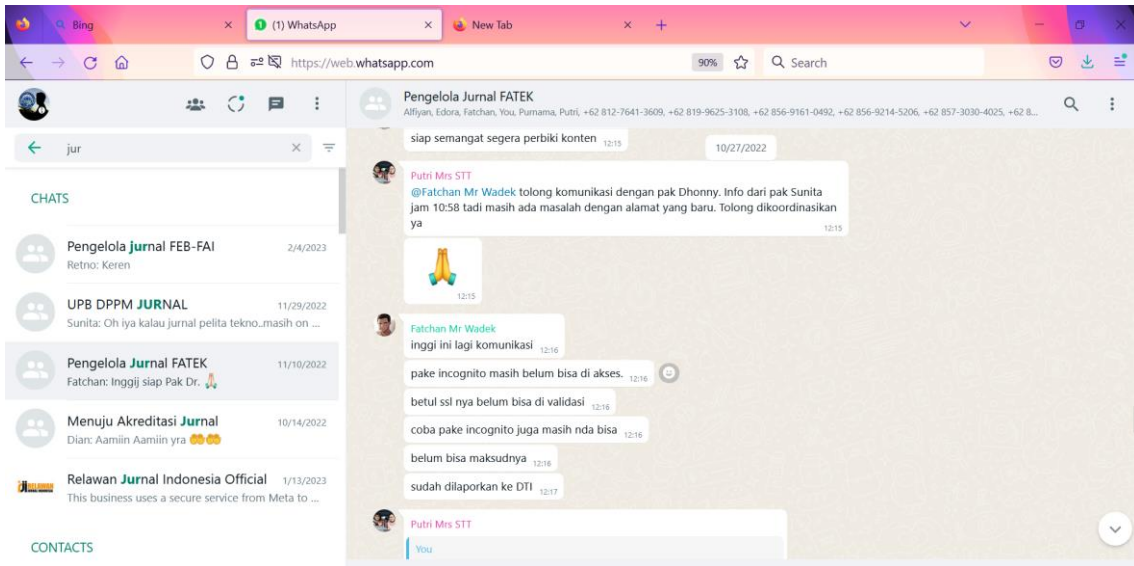 Bing
(1) WhatsApp
New Tab
https://web.whatsapp.com
90%
Search
Pengelola Jurnal FATEK
Alfiyan, Edora, Fatchan, You, Purnama, Putri, +62 812-7641-3609, +62 819-9625-3108, +62 856-9161-0492, +62 856-9214-5206, +62 857-3030-4025, +62 8...
jur
CHATS
Pengelola jurnal FEB-FAI 2/4/2023
Retno: Keren
UPB DPPM JURNAL 11/29/2022
Sunita: Oh iya kalau jurnal pelita tekno..masih on ...
Pengelola Jurnal FATEK 11/10/2022
Fatchan: Inggij siap Pak Dr. 🙏
Menuju Akreditasi Jurnal 10/14/2022
Dian: Aamiin Aamiin yra 🤲🤲
Relawan Jurnal Indonesia Official 1/13/2023
This business uses a secure service from Meta to ...
CONTACTS
siap semangat segera perbiki konten 12:15
10/27/2022
Putri Mrs STT
@Fatchan Mr Wadek tolong komunikasi dengan pak Dhonny. Info dari pak Sunita
jam 10:58 tadi masih ada masalah dengan alamat yang baru. Tolong dikoordinasikan
ya
12:15
🙏
12:15
Fatchan Mr Wadek
inggi ini lagi komunikasi 12:16
pake incognito masih belum bisa di akses. 12:16
betul ssl nya belum bisa di validasi 12:16
coba pake incognito juga masih nda bisa 12:16
belum bisa maksudnya 12:16
sudah dilaporkan ke DTI 12:17
Putri Mrs STT
You